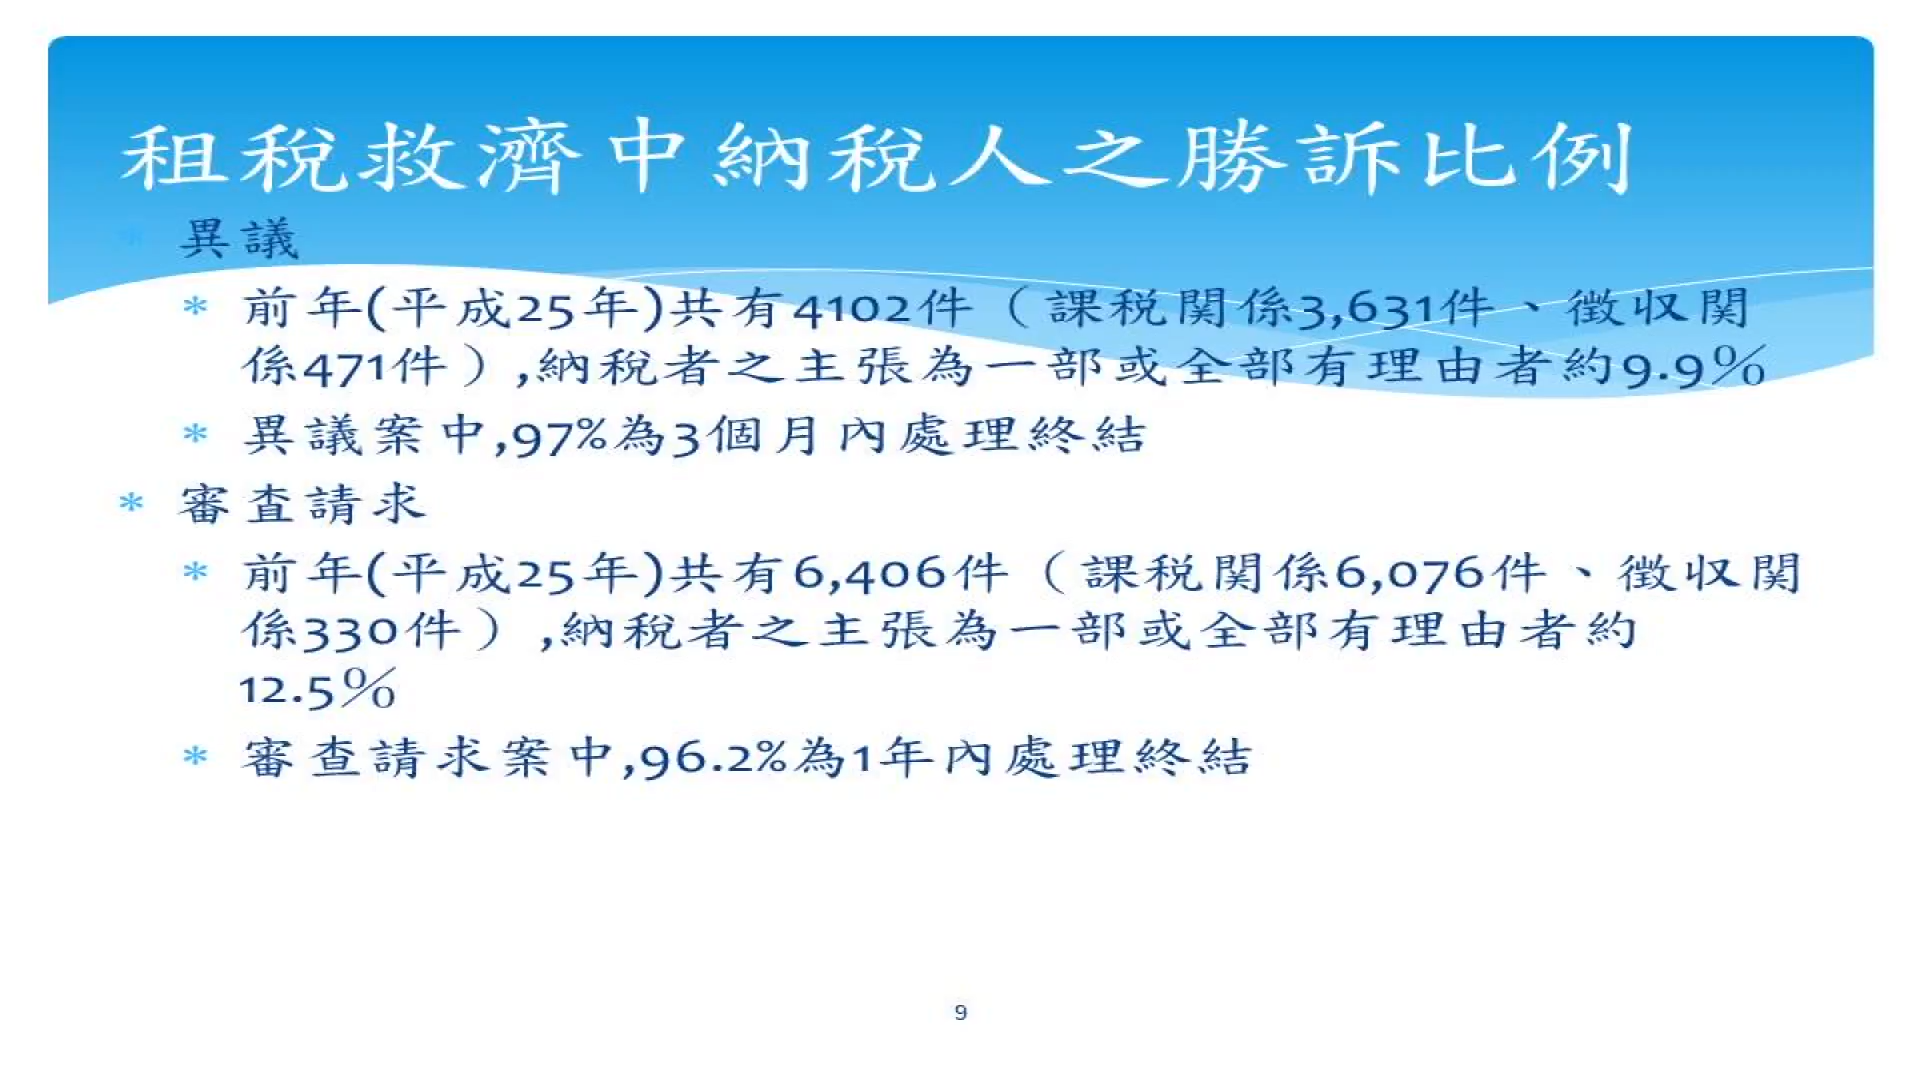 租稅救濟中納稅人之勝訴比例
* 異議
* 前年(平成25年)共有4102件（課税関係3,631件、徴収関
係471件）,納稅者之主張為一部或全部有理由者約9.9％
* 異議案中,97%為3個月內處理終結
* 審查請求
* 前年(平成25年)共有6,406件（課税関係6,076件、徴収関
係330件）,納稅者之主張為一部或全部有理由者約
12.5％
* 審查請求案中,96.2%為1年內處理終結
9